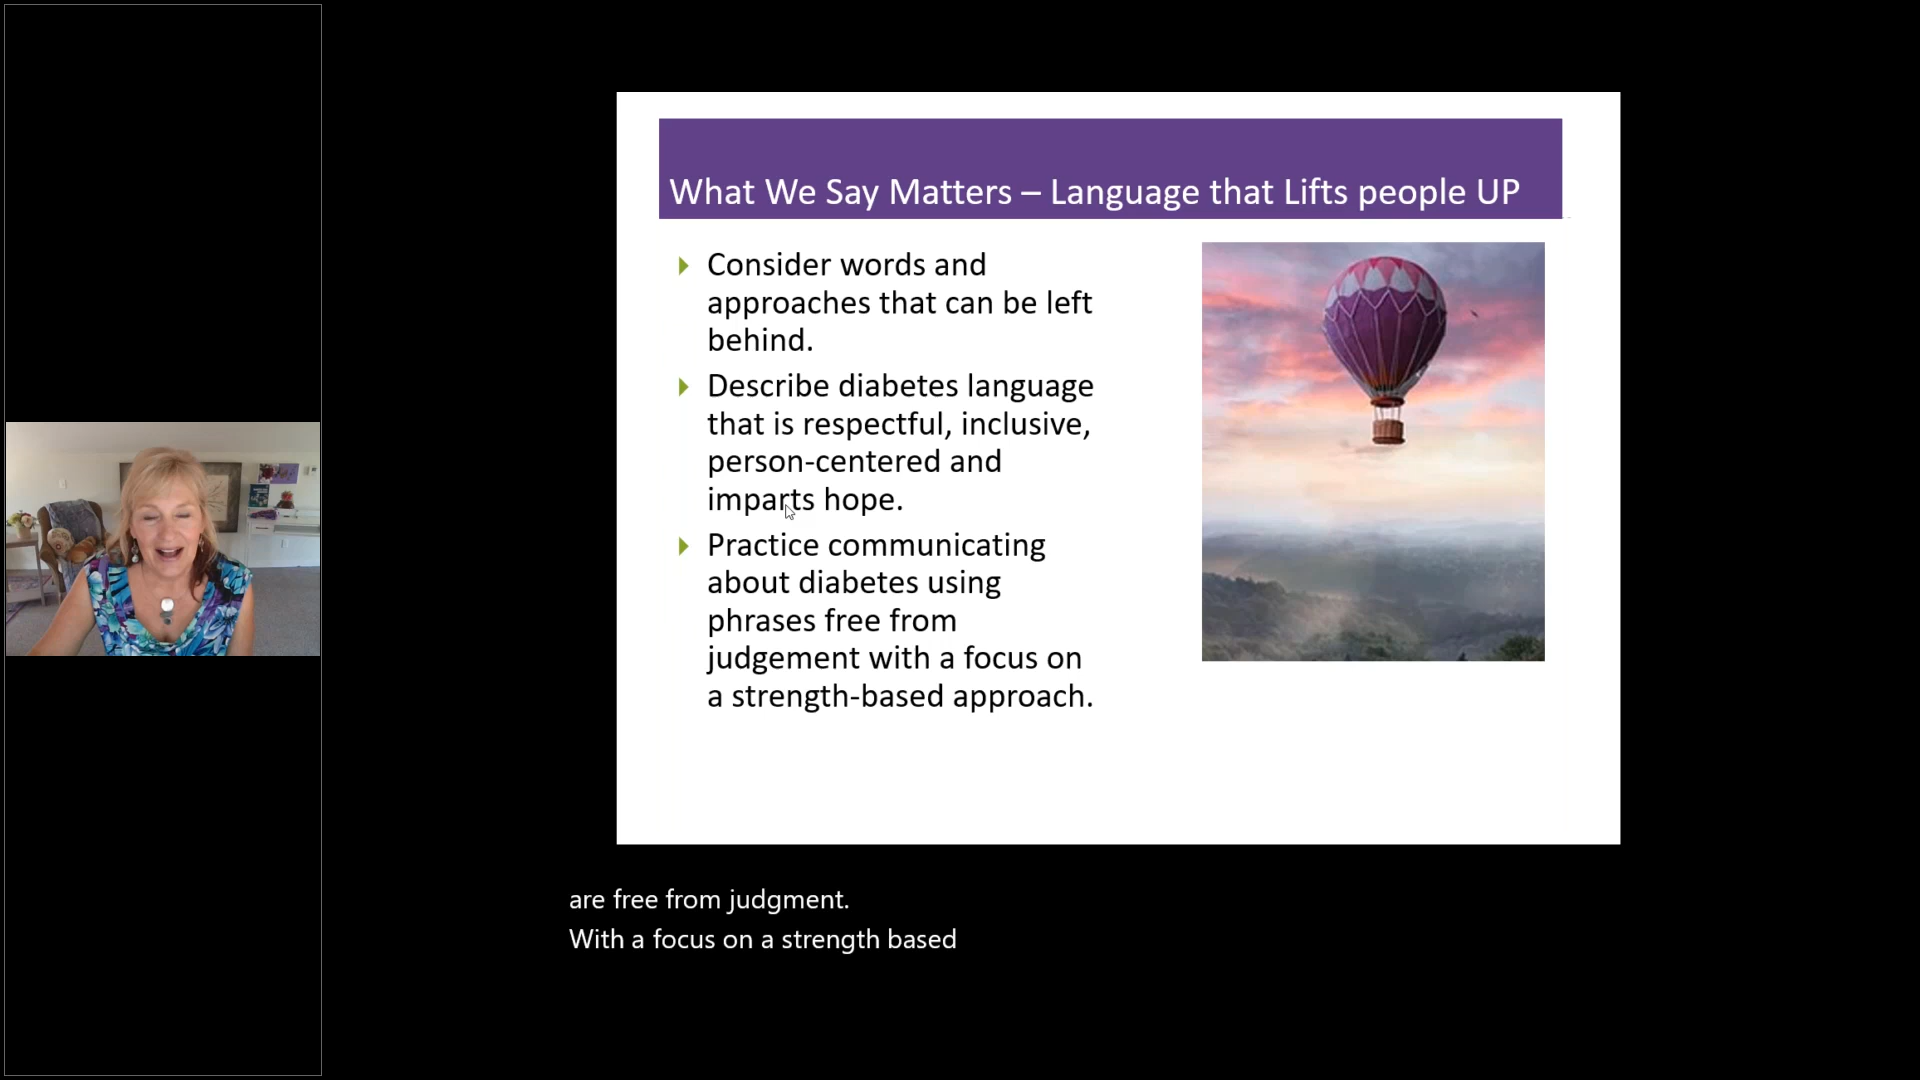 What We Say Matters – Language that Lifts people UP
Consider words and
approaches that can be left
behind.
Describe diabetes language
that is respectful, inclusive,
person-centered and
imparts hope.
Practice communicating
about diabetes using
phrases free from
judgement with a focus on
a strength-based approach.
are free from judgment.
With a focus on a strength based